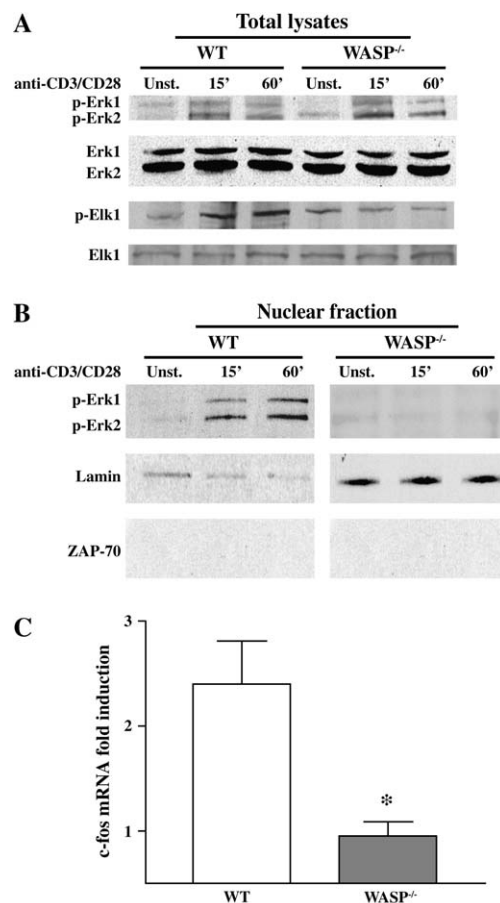 A
Total lysates
WT WASP-/-
anti-CD3/CD28 Unst. 15’ 60’ Unst. 15’ 60’
p-Erk1
p-Erk2
Erk1
Erk2
p-Elk1
Elk1
B
Nuclear fraction
WT WASP-/-
anti-CD3/CD28 Unst. 15’ 60’ Unst. 15’ 60’
p-Erk1
p-Erk2
Lamin
ZAP-70
C
c-fos mRNA fold induction
3
2
1
*
WT WASP-/-